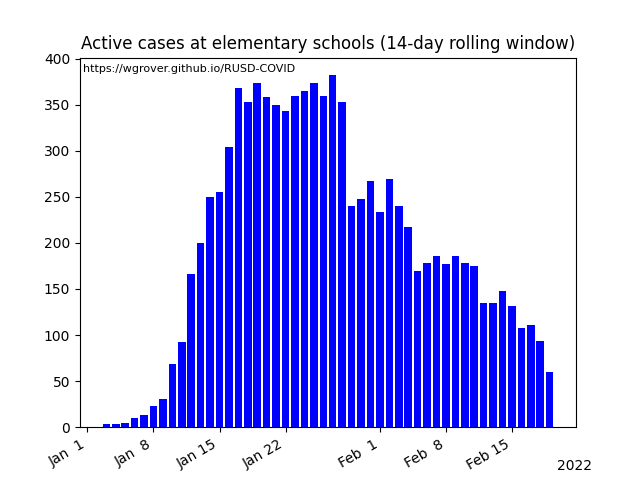 Active cases at elementary schools (14-day rolling window)
https://wgrover.github.io/RUSD-COVID
400
350
300
250
200
150
100
50
0
Jan 1
Jan 8
Jan 15
Jan 22
Feb 1
Feb 8
Feb 15
2022